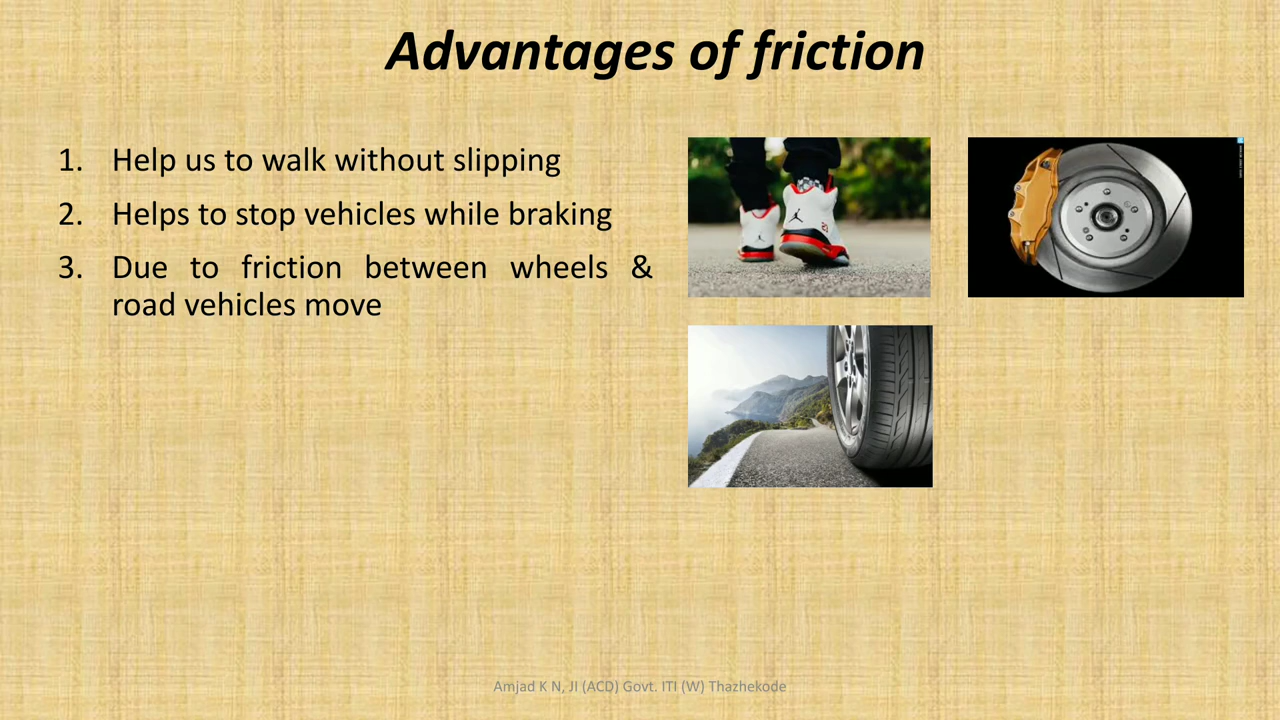 Advantages of friction
1. Help us to walk without slipping
2. Helps to stop vehicles while braking
3. Due to friction between wheels &
road vehicles move
Amjad K N, JI (ACD) Govt. ITI (W) Thazhekode